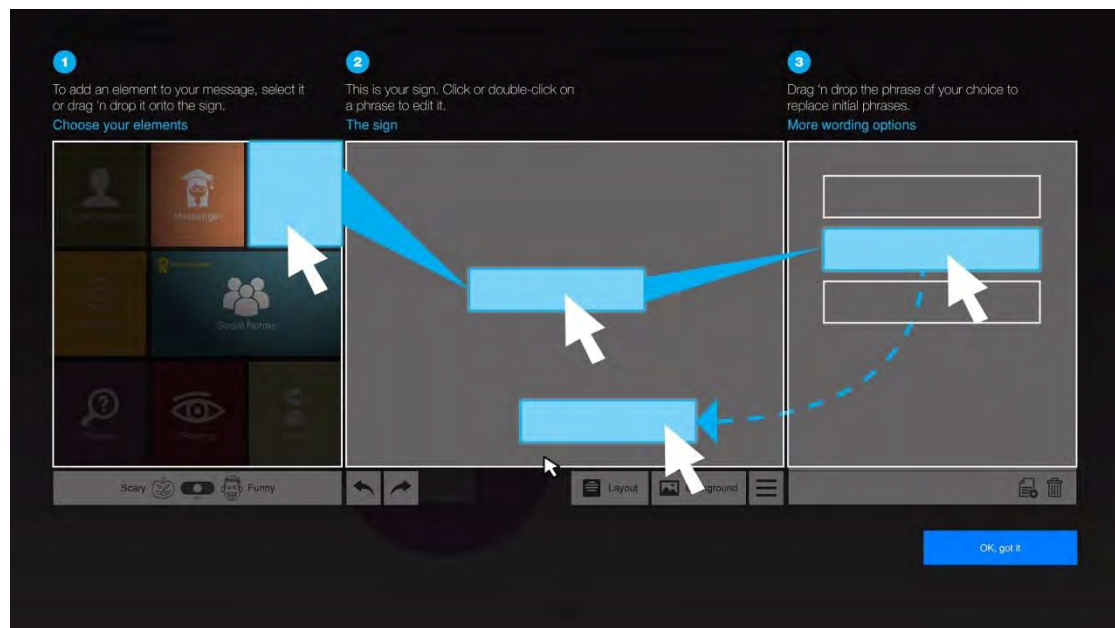 1
To add an element to your message, select it
or drag 'n drop it onto the sign.
Choose your elements
2
This is your sign. Click or double-click on
a phrase to edit it.
The sign
3
Drag 'n drop the phrase of your choice to
replace initial phrases.
More wording options
Messenger
Social Norms
Scary
Funny
Layout
OK, got it